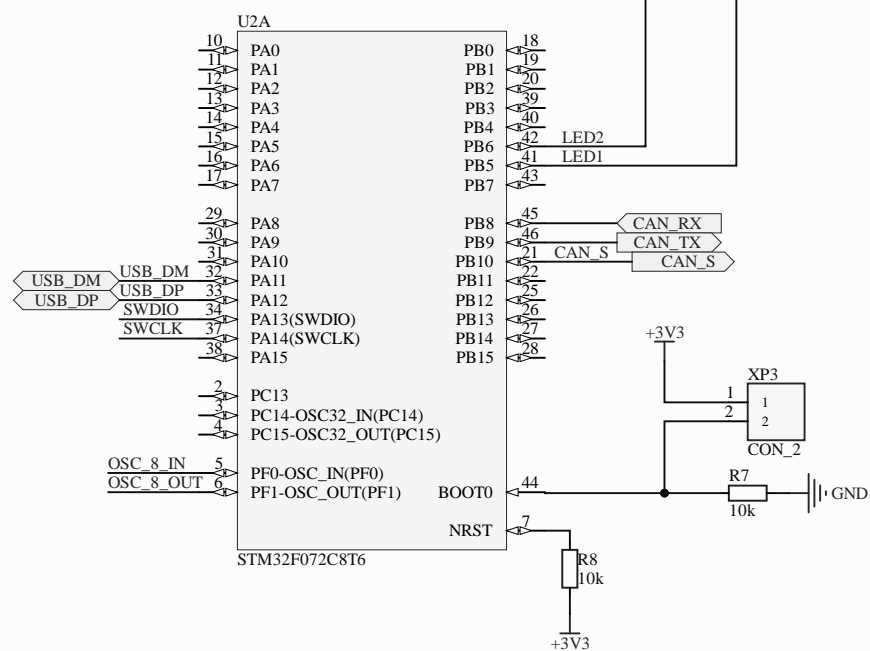 U2A
10 PA0 PB0 18
11 PA1 PB1 19
12 PA2 PB2 20
13 PA3 PB3 39
14 PA4 PB4 40
15 PA5 PB6 42 LED2
16 PA6 PB5 41 LED1
17 PA7 PB7 43
29 PA8 PB8 45 CAN_RX
30 PA9 PB9 46 CAN_TX
31 PA10 PB10 21 CAN_S CAN_S
USB_DM USB_DM 32 PA11 PB11 22
USB_DP USB_DP 33 PA12 PB12 25
SWDIO 34 PA13(SWDIO) PB13 26
SWCLK 37 PA14(SWCLK) PB14 27
38 PA15 PB15 28
+3V3
XP3
2 PC13
1 1
3 PC14-OSC32_IN(PC14)
2 2
4 PC15-OSC32_OUT(PC15)
CON_2
OSC_8_IN 5 PF0-OSC_IN(PF0)
R7
OSC_8_OUT 6 PF1-OSC_OUT(PF1) BOOT0 44
GND
10k
NRST 7
STM32F072C8T6
R8
10k
+3V3